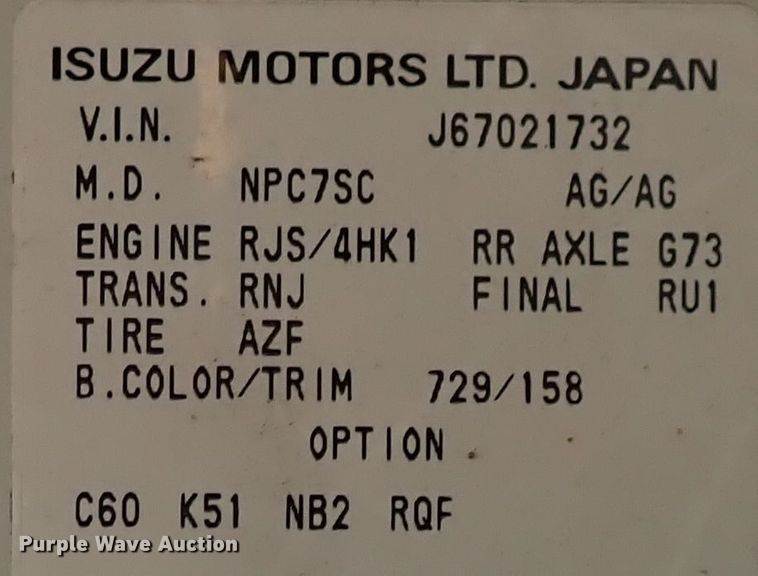 ISUZU MOTORS LTD. JAPAN
V.I.N. J67021732
M.D. NPC7SC AG/AG
ENGINE RJS/4HK1 RR AXLE G73
TRANS. RNJ FINAL RU1
TIRE AZF
B.COLOR/TRIM 729/158
OPTION
C60 K51 NB2 RQF
Purple Wave Auction